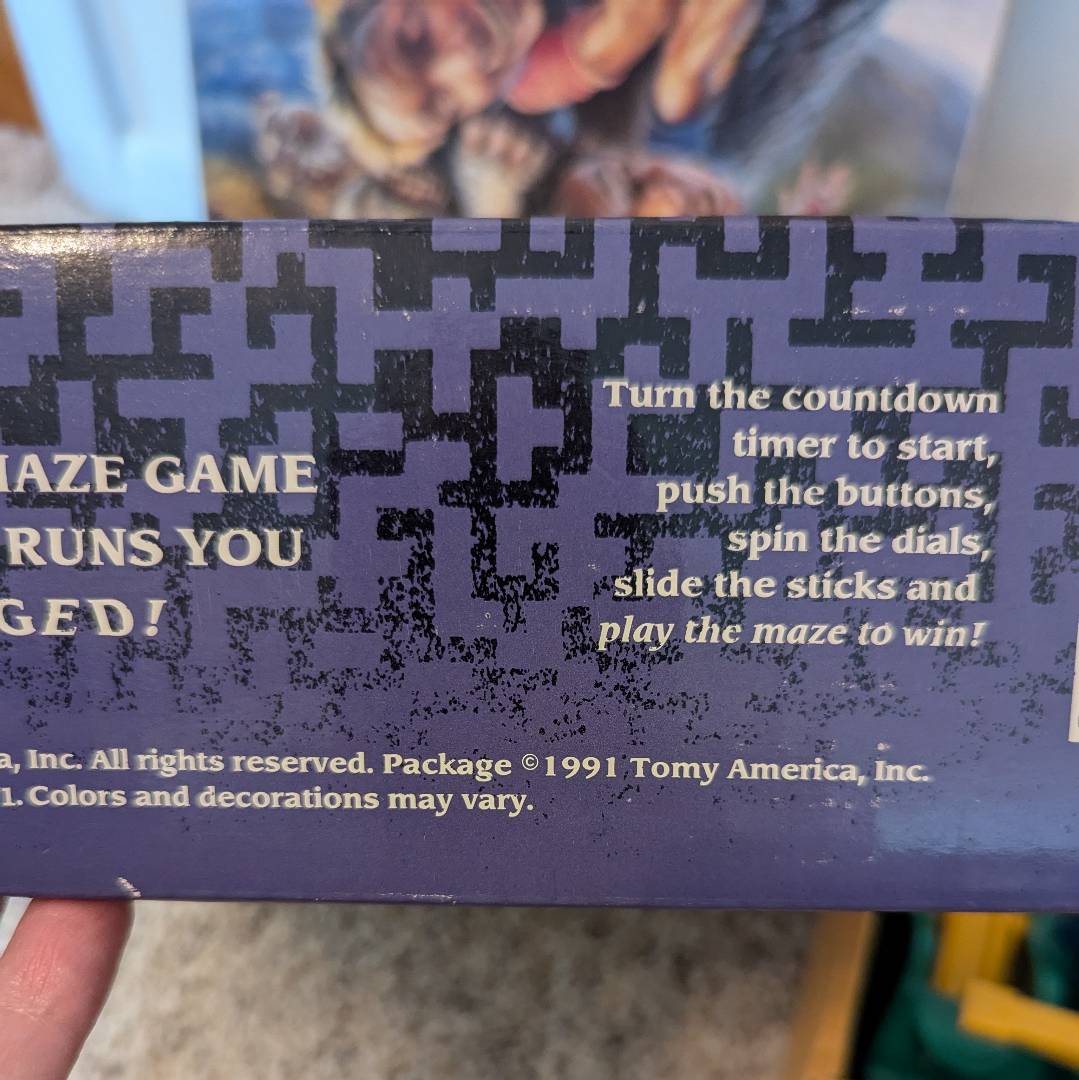 MAZE GAME
RUNS YOU
GED!
Turn the countdown
timer to start,
push the buttons,
spin the dials,
slide the sticks and
play the maze to win!
a, Inc. All rights reserved. Package ©1991 Tomy America, Inc.
1. Colors and decorations may vary.